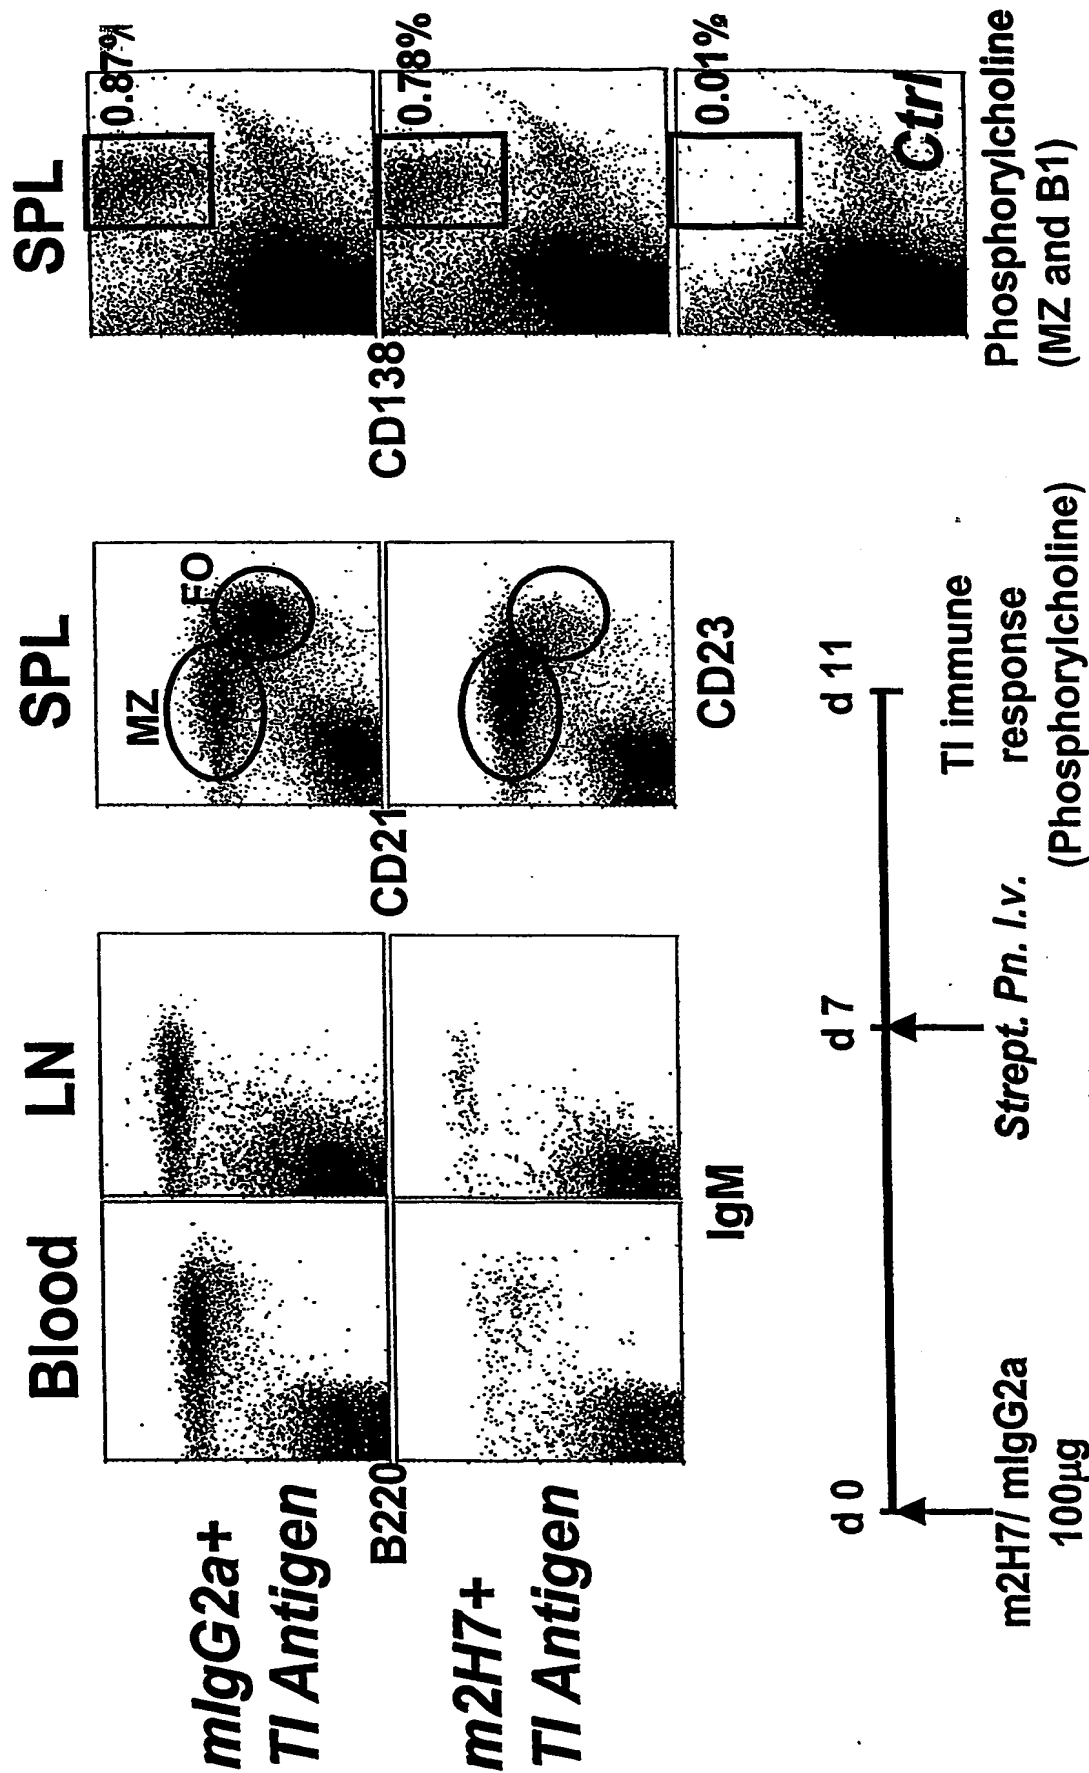 Blood
LN
SPL
SPL
mIgG2a+
TI Antigen
m2H7+
TI Antigen
B220
IgM
CD21
CD23
MZ
FO
CD138
0.87%
0.78%
0.01%
Ctrl
Phosphorylcholine
(MZ and B1)
d 0
d 7
d 11
m2H7/ mIgG2a
100µg
Strept. Pn. I.v.
TI immune
response
(Phosphorylcholine)